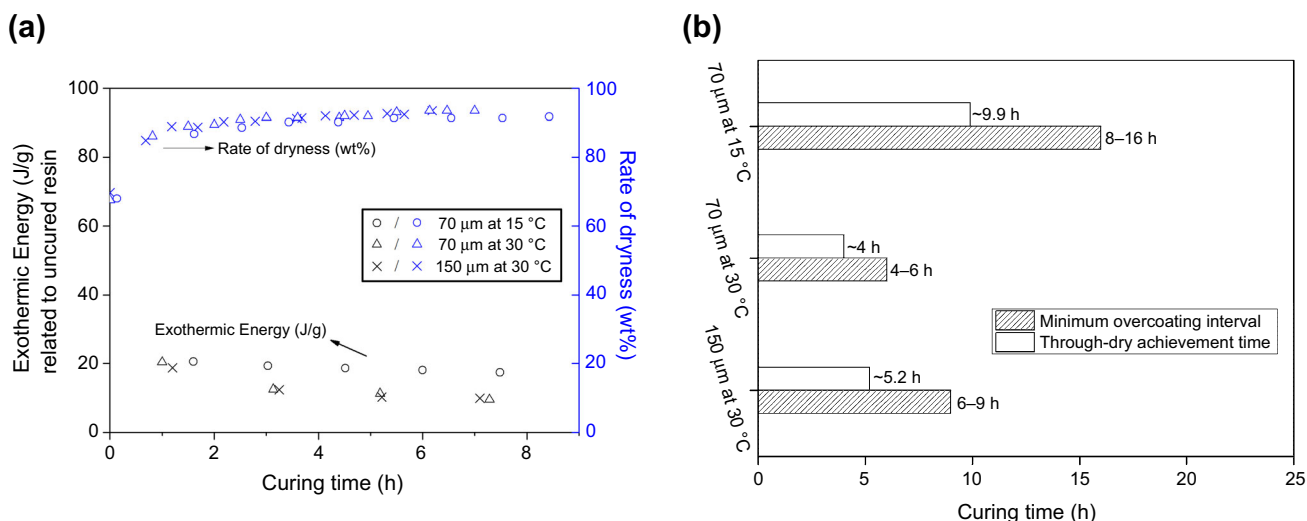 (a)
100
80
60
40
20
0
Exothermic Energy (J/g)
related to uncured resin
Rate of dryness (wt%)
/ 70 μm at 15 °C
/ 70 μm at 30 °C
/ 150 μm at 30 °C
Exothermic Energy (J/g)
100
80
60
40
20
0
Rate of dryness (wt%)
0 2 4 6 8
Curing time (h)
(b)
70 μm at 15 °C
70 μm at 30 °C
150 μm at 30 °C
~9.9 h
8–16 h
~4 h
4–6 h
Minimum overcoating interval
Through-dry achievement time
~5.2 h
6–9 h
0 5 10 15 20 25
Curing time (h)